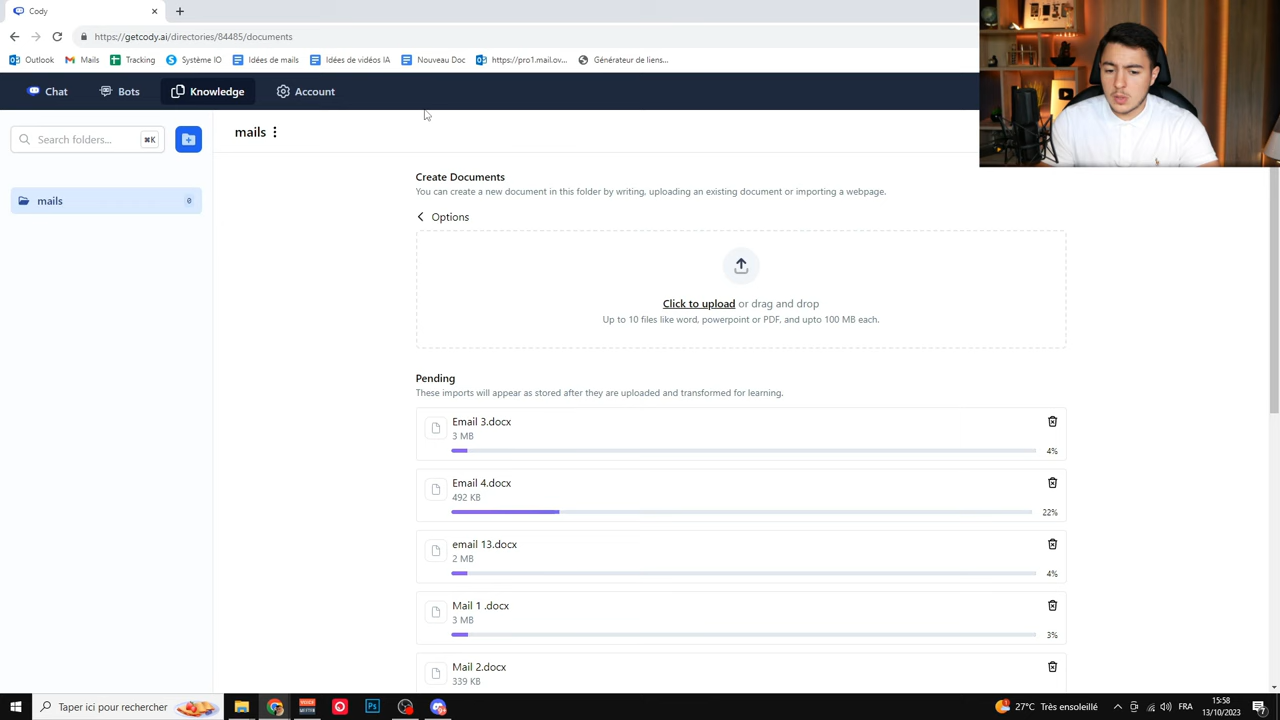 Cody
https://getcody.ai/directories/84485/documents
Outlook Mails Tracking Système IO Idées de mails Idées de vidéos IA Nouveau Doc https://pro1.mail.ov... Générateur de liens...
Chat Bots Knowledge Account
Search folders... ⌘K
mails
mails 0
Create Documents
You can create a new document in this folder by writing, uploading an existing document or importing a webpage.
Options
Click to upload or drag and drop
Up to 10 files like word, powerpoint or PDF, and upto 100 MB each.
Pending
These imports will appear as stored after they are uploaded and transformed for learning.
Email 3.docx
3 MB
4%
Email 4.docx
492 KB
22%
email 13.docx
2 MB
4%
Mail 1 .docx
3 MB
3%
Mail 2.docx
339 KB
Taper ici pour rechercher
Ps
27°C Très ensoleillé
FRA
15:58
13/10/2023